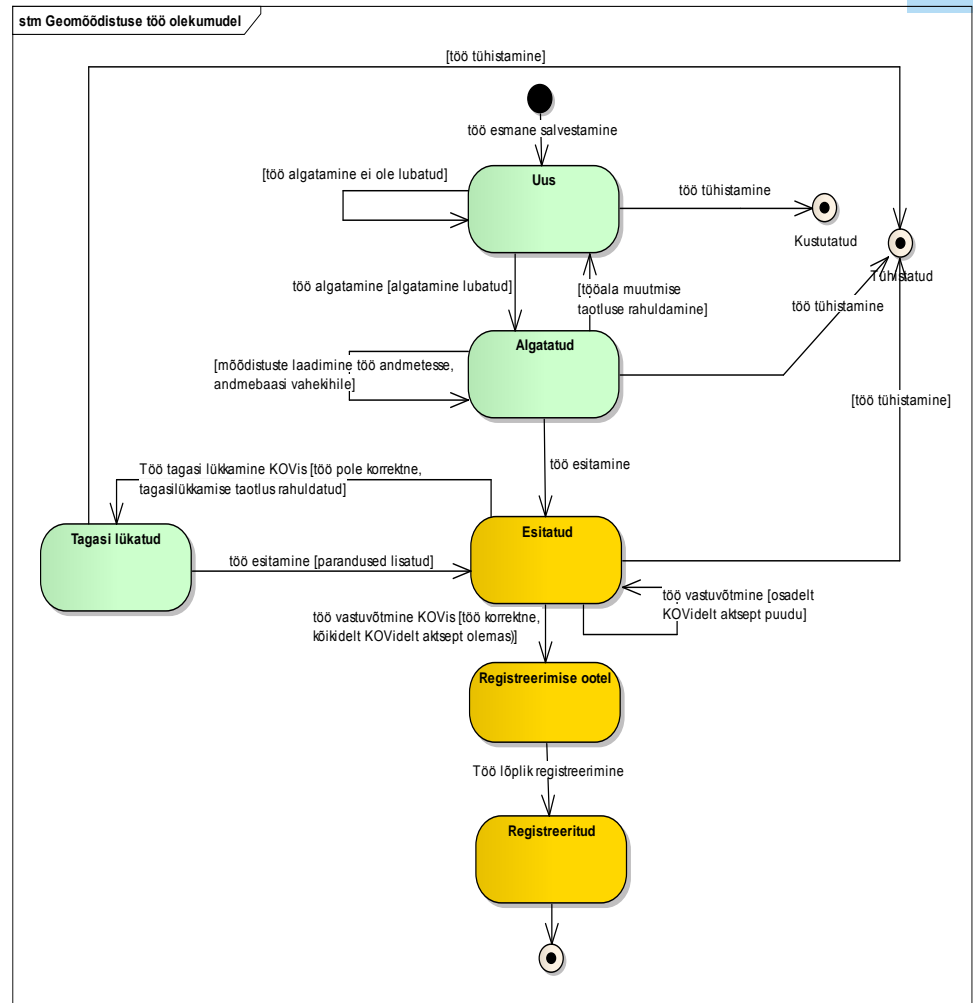 stm Geomõõdistuse töö olekumudel
[töö tühistamine]
töö esmane salvestamine
[töö algatamine ei ole lubatud]
Uus
töö tühistamine
Kustutatud
Tühistatud
töö algatamine [algatamine lubatud]
[tööala muutmise
taotluse rahuldamine]
töö tühistamine
Algatatud
[mõõdistuste laadimine töö andmetesse,
andmebaasi vahekihile]
[töö tühistamine]
töö esitamine
Töö tagasi lükkamine KOVis [töö pole korrektne,
tagasilükkamise taotlus rahuldatud]
Tagasi lükatud
Esitatud
töö esitamine [parandused lisatud]
töö vastuvõtmine [osadelt
KOVidelt aktsept puudu]
töö vastuvõtmine KOVis [töö korrektne,
kõikidelt KOVidelt aktsept olemas)]
Registreerimise ootel
Töö lõplik registreerimine
Registreeritud